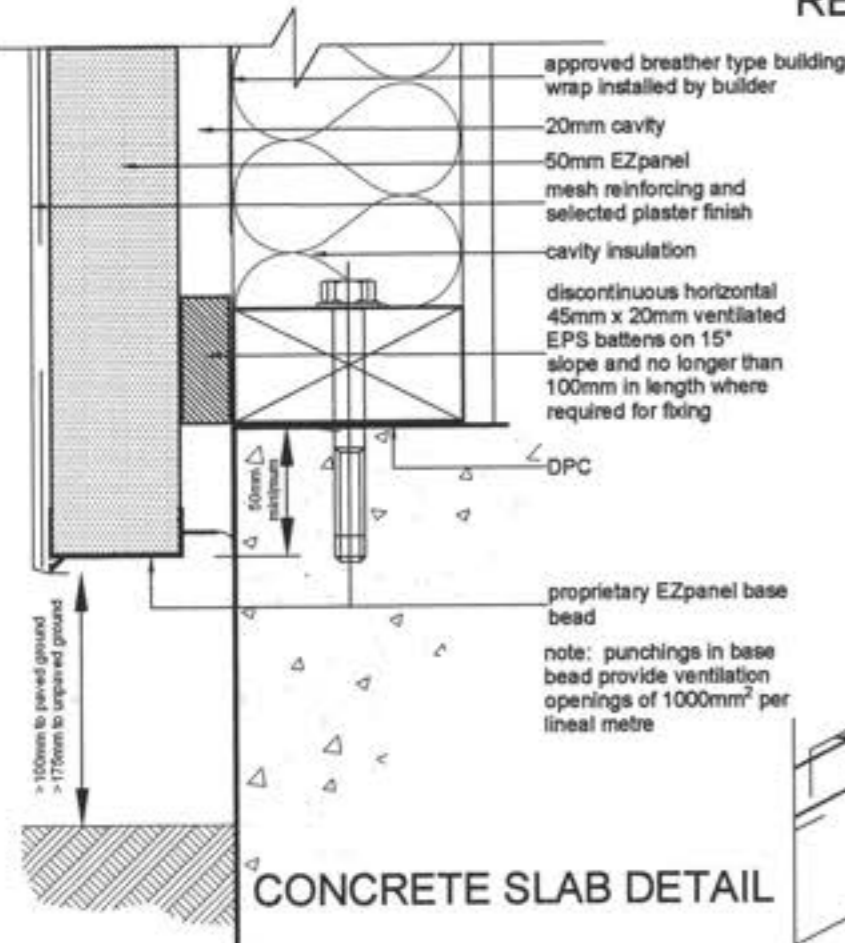 RE
approved breather type building
wrap installed by builder
20mm cavity
50mm EZpanel
mesh reinforcing and
selected plaster finish
cavity insulation
discontinuous horizontal
45mm x 20mm ventilated
EPS battens on 15°
slope and no longer than
100mm in length where
required for fixing
DPC
50mm
minimum
proprietary EZpanel base
bead
note: punchings in base
bead provide ventilation
openings of 1000mm² per
lineal metre
>100mm to paved ground
>175mm to unpaved ground
CONCRETE SLAB DETAIL